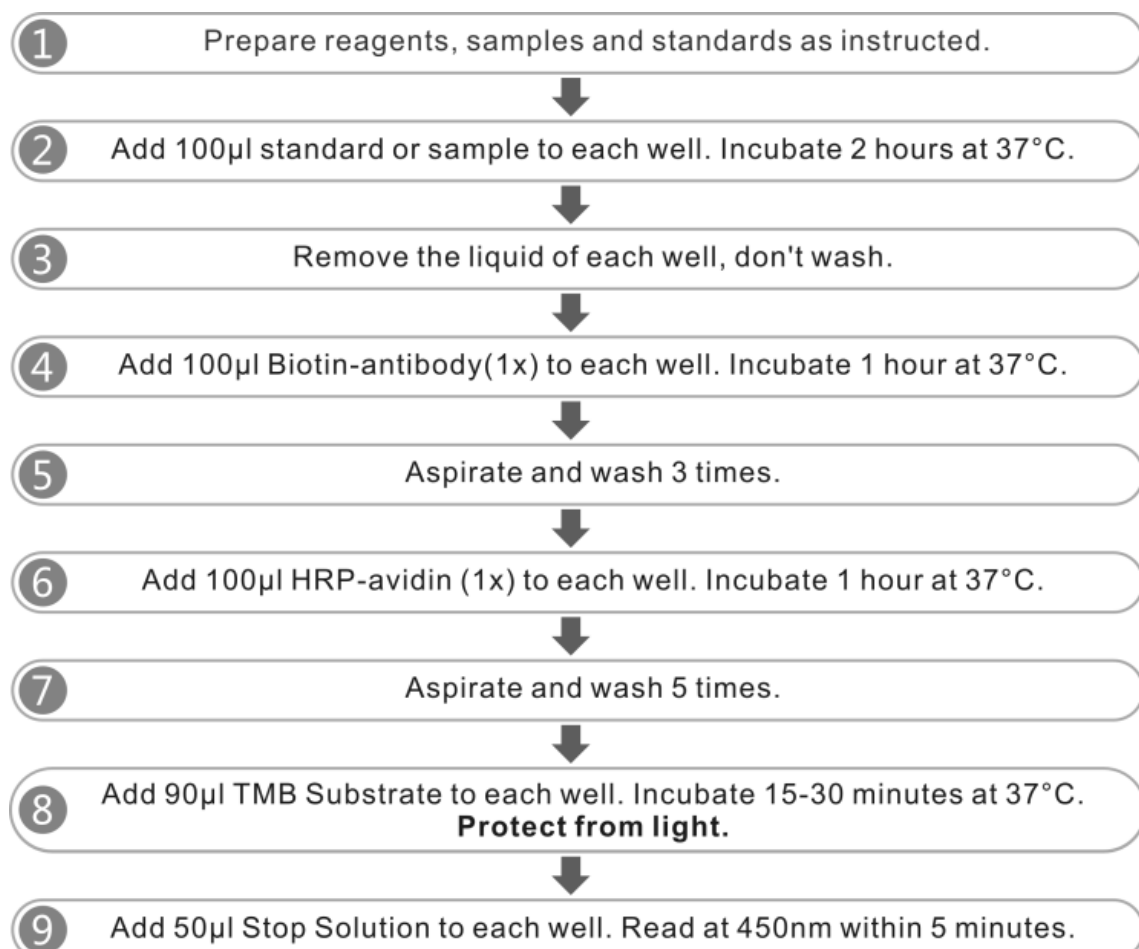 1 Prepare reagents, samples and standards as instructed.
2 Add 100μl standard or sample to each well. Incubate 2 hours at 37°C.
3 Remove the liquid of each well, don't wash.
4 Add 100μl Biotin-antibody(1x) to each well. Incubate 1 hour at 37°C.
5 Aspirate and wash 3 times.
6 Add 100μl HRP-avidin (1x) to each well. Incubate 1 hour at 37°C.
7 Aspirate and wash 5 times.
8 Add 90μl TMB Substrate to each well. Incubate 15-30 minutes at 37°C.
Protect from light.
9 Add 50μl Stop Solution to each well. Read at 450nm within 5 minutes.